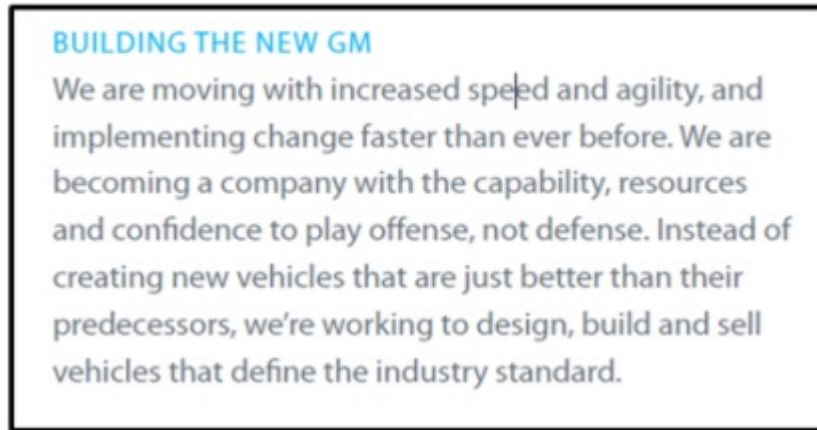 BUILDING THE NEW GM
We are moving with increased speed and agility, and
implementing change faster than ever before. We are
becoming a company with the capability, resources
and confidence to play offense, not defense. Instead of
creating new vehicles that are just better than their
predecessors, we're working to design, build and sell
vehicles that define the industry standard.